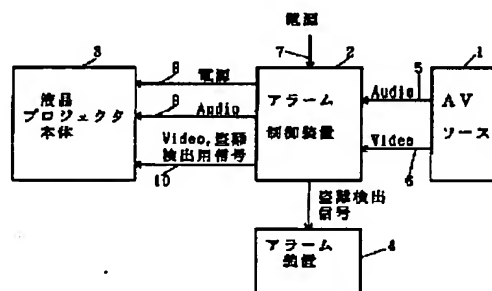 電源
3
8
電源
7
2
5
1
液晶
プロジェクタ
本体
9
Audio
アラーム
制御装置
Audio
AV
ソース
Video,盗難
検出用信号
Video
10
6
盗難検出
信号
アラーム
装置
4